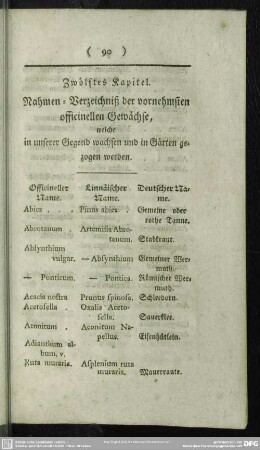 ( 90 )
Zwölftes Kapitel.
Nahmen-Verzeichniß der vornehmsten
officinellen Gewächse,
welche
in unserer Gegend wachsen und in Gärten ge-
zogen werden.
Officineller Linnäischer Deutscher Na-
Name. Name. me.
Abies . . Pinus abies . Gemeine oder
rothe Tanne.
Abrotanum . Artemisia Abro-
tanum. Stabkraut.
Absynthium
vulgar. — Absynthium Gemeiner Wer-
muth.
— Ponticum. — Pontica. Römischer Wer-
muth.
Acacia nostra Prunus spinosa. Schleedorn.
Acetosella . Oxalis Aceto-
sella. Sauerklee.
Aconitum . Aconitum Na-
pellus. Eisenhütlein.
Adianthum al-
bum, v.
Ruta muraria. Asplenium ruta
muraria. Mauerraute.